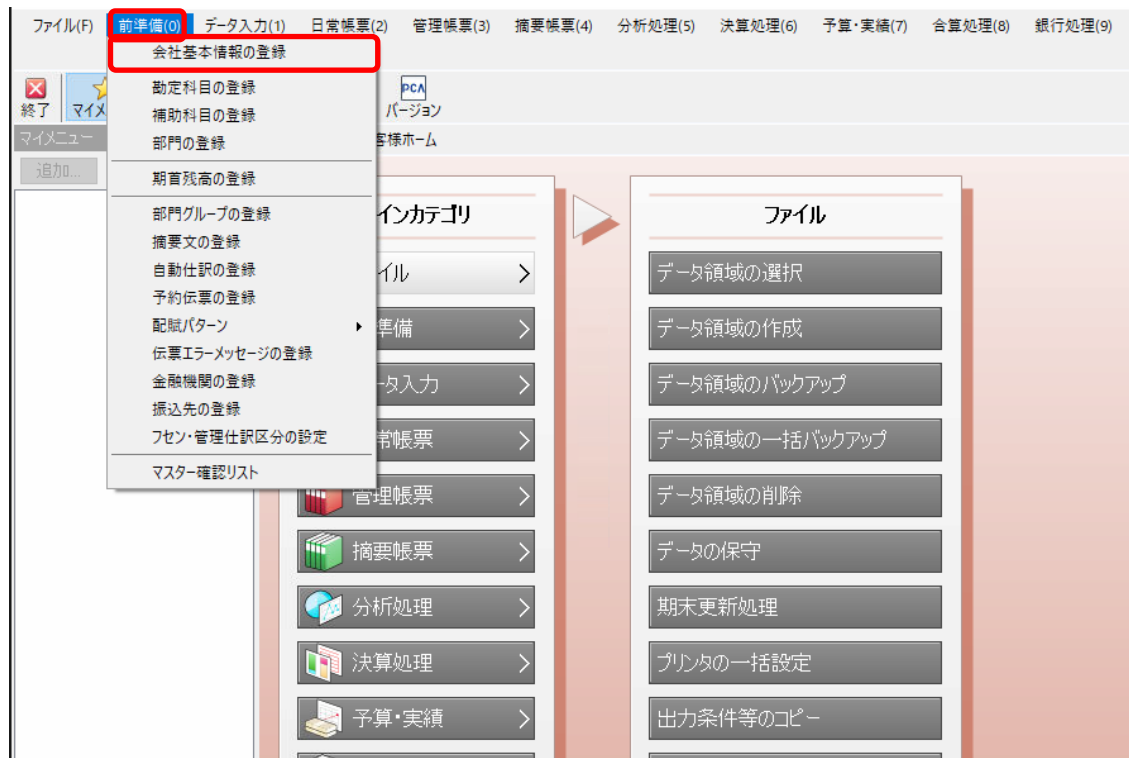 ファイル(F) 前準備(0) データ入力(1) 日常帳票(2) 管理帳票(3) 摘要帳票(4) 分析処理(5) 決算処理(6) 予算・実績(7) 合算処理(8) 銀行処理(9)
会社基本情報の登録
勘定科目の登録
補助科目の登録
部門の登録
期首残高の登録
部門グループの登録
摘要文の登録
自動仕訳の登録
予約伝票の登録
配賦パターン
伝票エラーメッセージの登録
金融機関の登録
振込先の登録
フセン・管理仕訳区分の設定
マスター確認リスト
終了 マイメ
PCA
バージョン
マイメニュー
客様ホーム
追加...
インカテゴリ
イル
準備
ータ入力
常帳票
管理帳票
摘要帳票
分析処理
決算処理
予算・実績
ファイル
データ領域の選択
データ領域の作成
データ領域のバックアップ
データ領域の一括バックアップ
データ領域の削除
データの保守
期末更新処理
プリンタの一括設定
出力条件等のコピー